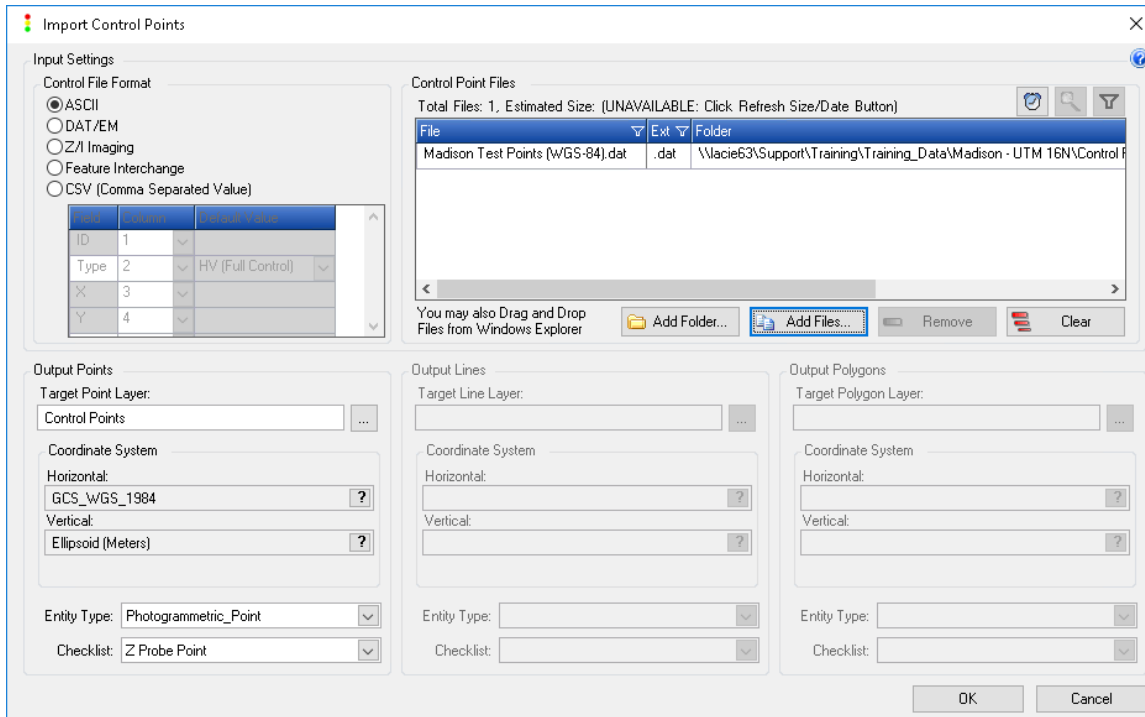 Import Control Points
Input Settings
Control File Format
ASCII
DAT/EM
Z/I Imaging
Feature Interchange
CSV (Comma Separated Value)
Field Column Default Value
ID 1
Type 2 HV (Full Control)
X 3
Y 4
Control Point Files
Total Files: 1, Estimated Size: (UNAVAILABLE: Click Refresh Size/Date Button)
File Ext Folder
Madison Test Points (WGS-84).dat .dat \\lacie63\Support\Training\Training_Data\Madison - UTM 16N\Control
You may also Drag and Drop
Files from Windows Explorer
Add Folder... Add Files... Remove Clear
Output Points
Target Point Layer:
Control Points ...
Coordinate System
Horizontal:
GCS_WGS_1984 ?
Vertical:
Ellipsoid (Meters) ?
Entity Type: Photogrammetric_Point
Checklist: Z Probe Point
Output Lines
Target Line Layer:
...
Coordinate System
Horizontal:
?
Vertical:
?
Entity Type:
Checklist:
Output Polygons
Target Polygon Layer:
...
Coordinate System
Horizontal:
?
Vertical:
?
Entity Type:
Checklist:
OK Cancel